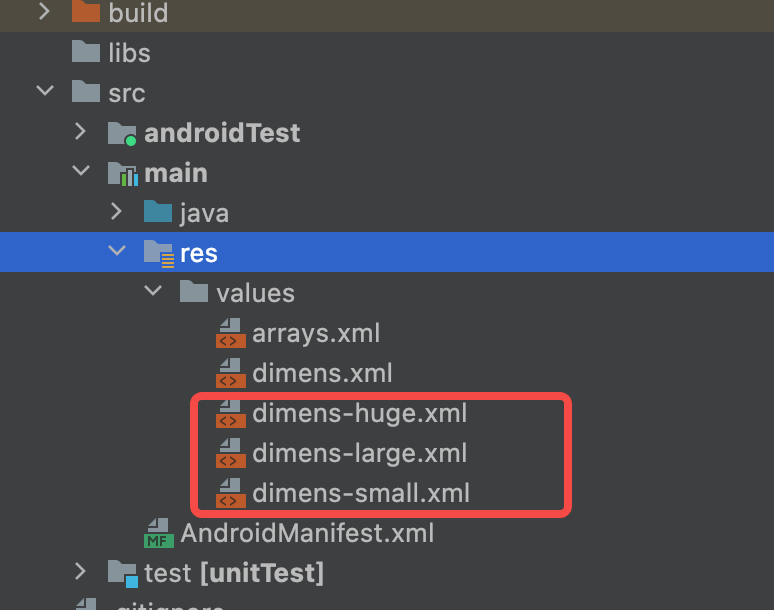 build
libs
src
androidTest
main
java
res
values
<> arrays.xml
<> dimens.xml
<> dimens-huge.xml
<> dimens-large.xml
<> dimens-small.xml
MF AndroidManifest.xml
test [unitTest]
.gitignore